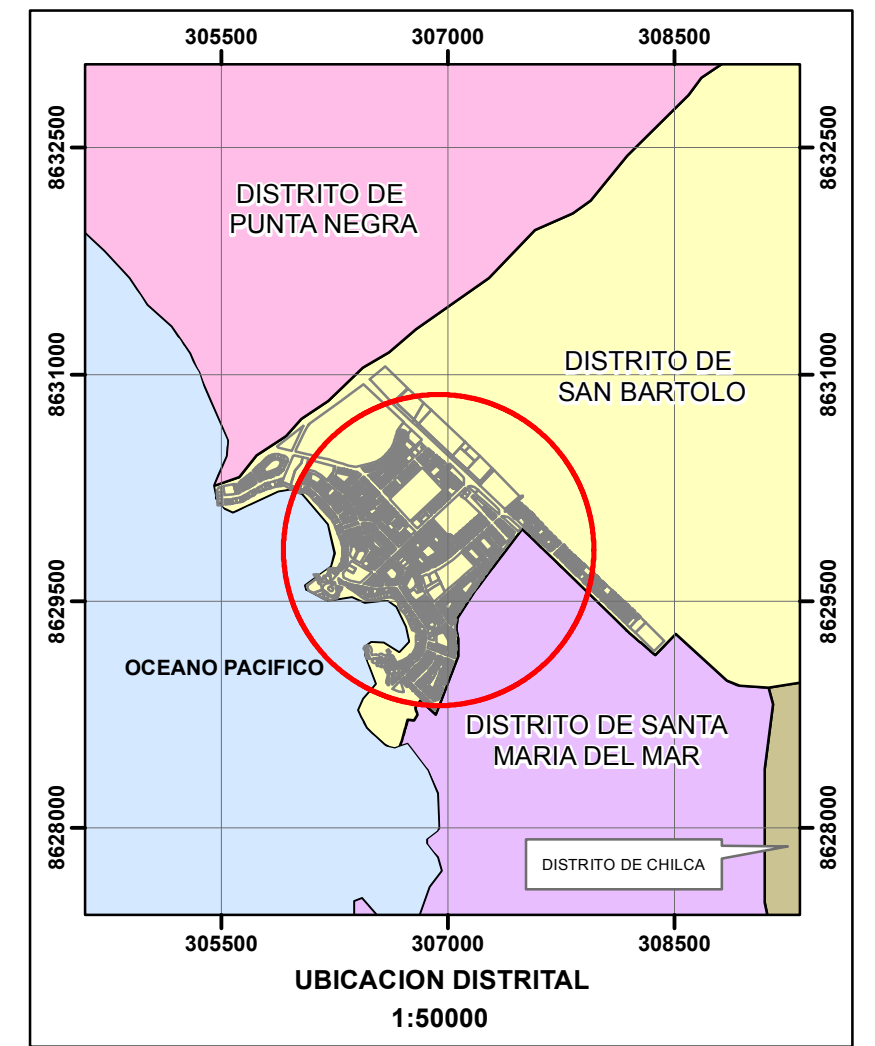 305500 307000 308500
8632500 8632500
DISTRITO DE
PUNTA NEGRA
8631000 8631000
DISTRITO DE
SAN BARTOLO
8629500 8629500
OCEANO PACIFICO
DISTRITO DE SANTA
MARIA DEL MAR
8628000 8628000
DISTRITO DE CHILCA
305500 307000 308500
UBICACION DISTRITAL
1:50000